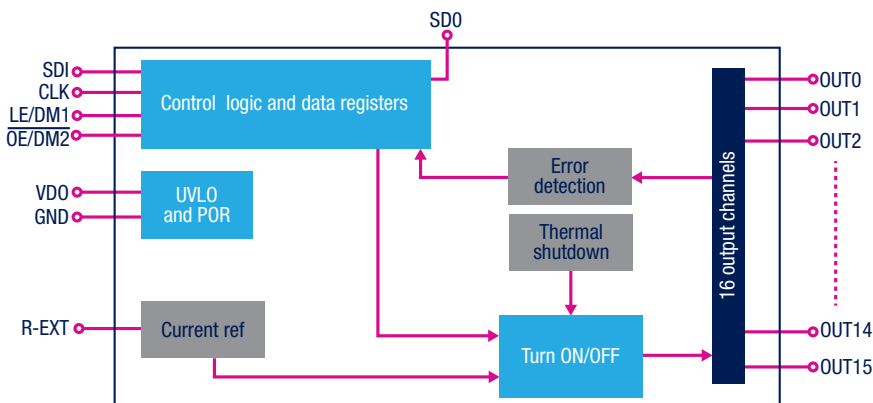 SD0
SDI
CLK
LE/DM1
OE/DM2
Control logic and data registers
VDO
GND
UVLO
and POR
Error
detection
Thermal
shutdown
R-EXT
Current ref
Turn ON/OFF
16 output channels
OUT0
OUT1
OUT2
OUT14
OUT15